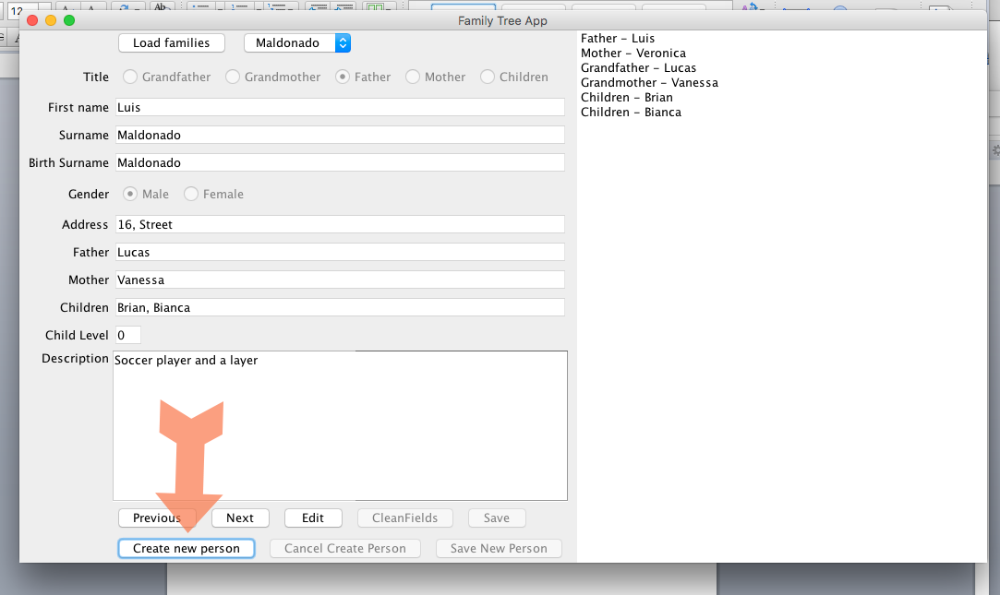 12
Family Tree App
Load families Maldonado
Title Grandfather Grandmother Father Mother Children
First name Luis
Surname Maldonado
Birth Surname Maldonado
Gender Male Female
Address 16, Street
Father Lucas
Mother Vanessa
Children Brian, Bianca
Child Level 0
Description Soccer player and a layer
Previous Next Edit CleanFields Save
Create new person Cancel Create Person Save New Person
Father – Luis
Mother – Veronica
Grandfather – Lucas
Grandmother – Vanessa
Children – Brian
Children – Bianca